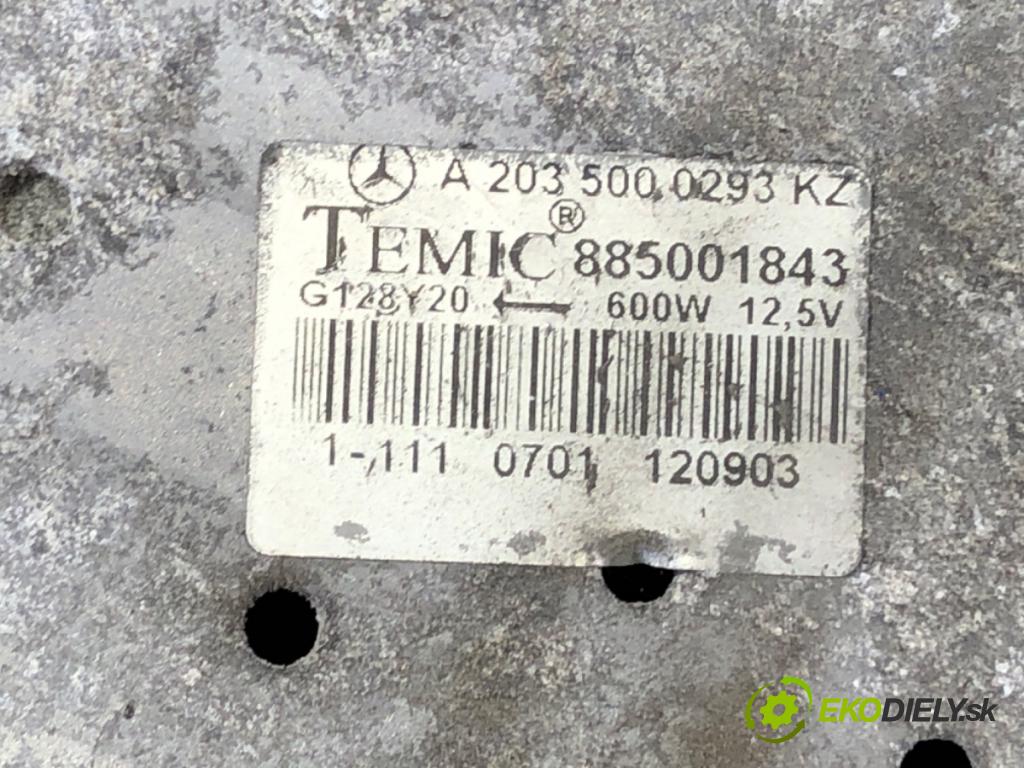 A 203 500 0293 KZ
TEMIC® 885001843
G128Y20 ← 600W 12,5V
1-,111 0701 120903
EKODIELY.sk